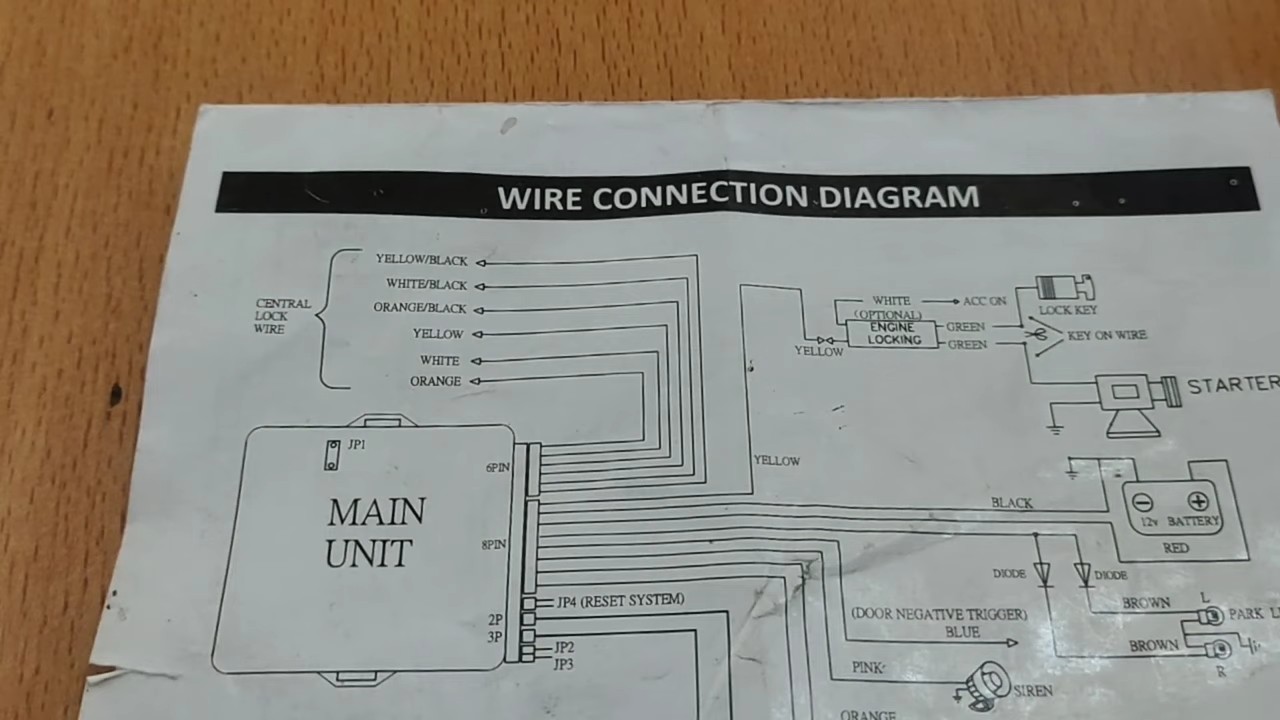 WIRE CONNECTION DIAGRAM
YELLOW/BLACK
WHITE/BLACK
ORANGE/BLACK
YELLOW
WHITE
ORANGE
CENTRAL
LOCK
WIRE
WHITE
(OPTIONAL)
ACC ON
ENGINE
LOCKING
GREEN
GREEN
YELLOW
LOCK KEY
KEY ON WIRE
STARTER
JP1
6PIN
MAIN
UNIT
8PIN
2P
3P
JP4 (RESET SYSTEM)
JP2
JP3
YELLOW
BLACK
12v BATTERY
RED
DIODE
DIODE
BROWN
L
PARK
(DOOR NEGATIVE TRIGGER)
BLUE
BROWN
R
PINK
SIREN
ORANGE